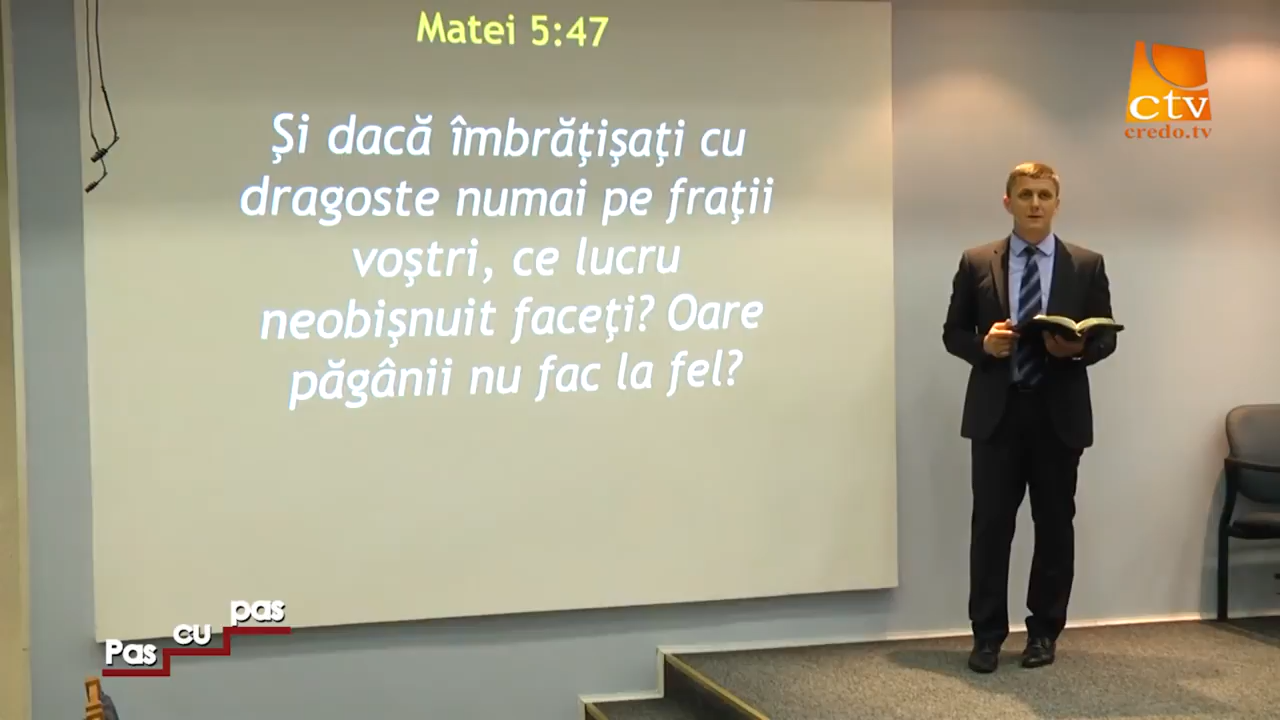 Matei 5:47
Şi dacă îmbrăţişaţi cu
dragoste numai pe fraţii
voştri, ce lucru
neobişnuit faceţi? Oare
păgânii nu fac la fel?
ctv
credo.tv
Pas cu pas